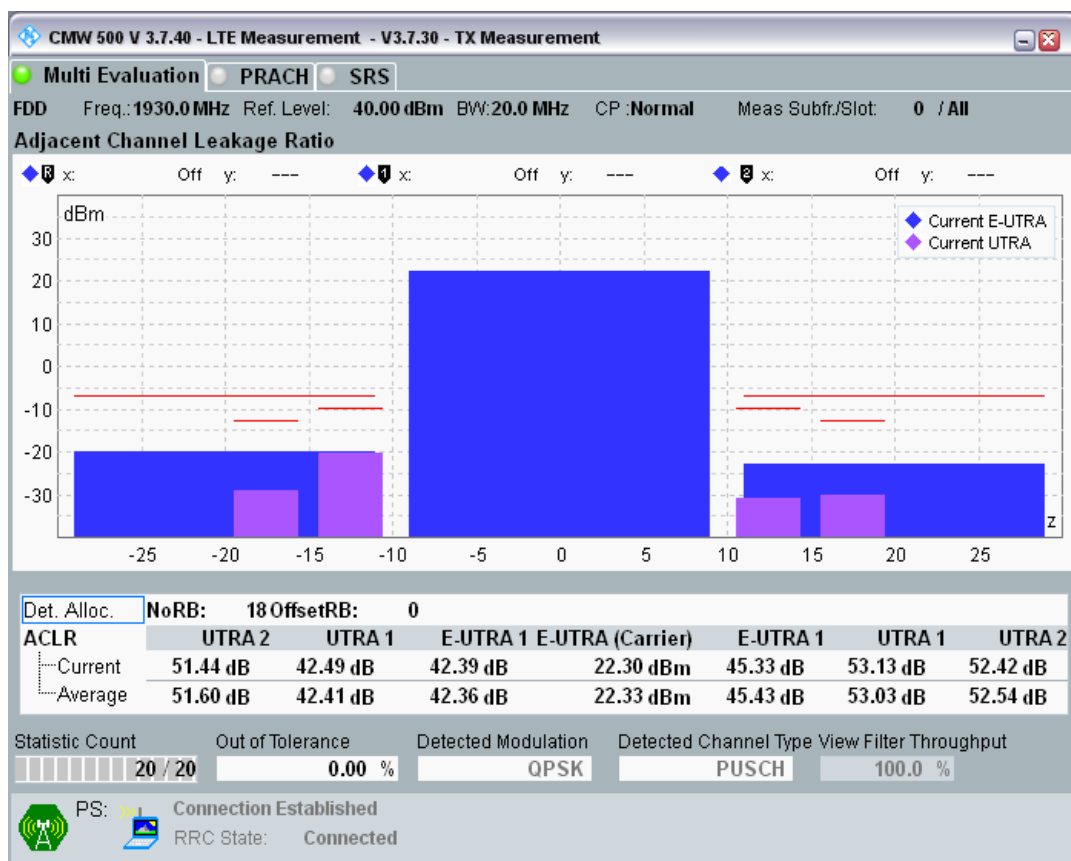 CMW 500 V 3.7.40 - LTE Measurement - V3.7.30 - TX Measurement
Multi Evaluation PRACH SRS
FDD Freq.: 1930.0 MHz Ref. Level: 40.00 dBm BW: 20.0 MHz CP : Normal Meas Subfr./Slot: 0 / All
Adjacent Channel Leakage Ratio
R x: Off y: --- 1 x: Off y: --- 2 x: Off y: ---
dBm
Current E-UTRA
Current UTRA
30
20
10
0
-10
-20
-30
z
-25 -20 -15 -10 -5 0 5 10 15 20 25
Det. Alloc. NoRB: 18 OffsetRB: 0
ACLR UTRA 2 UTRA 1 E-UTRA 1 E-UTRA (Carrier) E-UTRA 1 UTRA 1 UTRA 2
Current 51.44 dB 42.49 dB 42.39 dB 22.30 dBm 45.33 dB 53.13 dB 52.42 dB
Average 51.60 dB 42.41 dB 42.36 dB 22.33 dBm 45.43 dB 53.03 dB 52.54 dB
Statistic Count Out of Tolerance Detected Modulation Detected Channel Type View Filter Throughput
20 / 20 0.00 % QPSK PUSCH 100.0 %
PS: Connection Established
RRC State: Connected